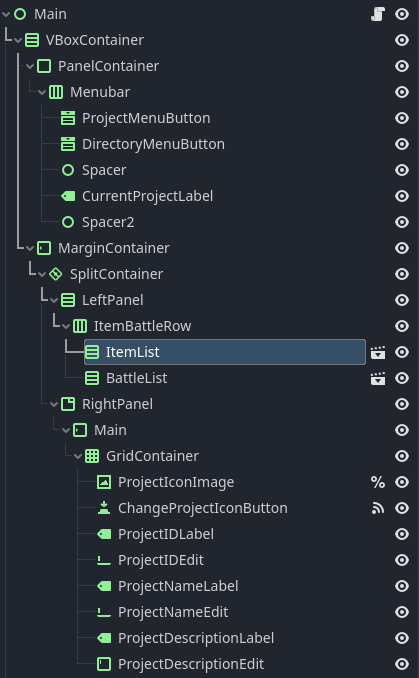 Main
VBoxContainer
PanelContainer
Menubar
ProjectMenuButton
DirectoryMenuButton
Spacer
CurrentProjectLabel
Spacer2
MarginContainer
SplitContainer
LeftPanel
ItemBattleRow
ItemList
BattleList
RightPanel
Main
GridContainer
ProjectIconImage
ChangeProjectIconButton
ProjectIDLabel
ProjectIDEdit
ProjectNameLabel
ProjectNameEdit
ProjectDescriptionLabel
ProjectDescriptionEdit